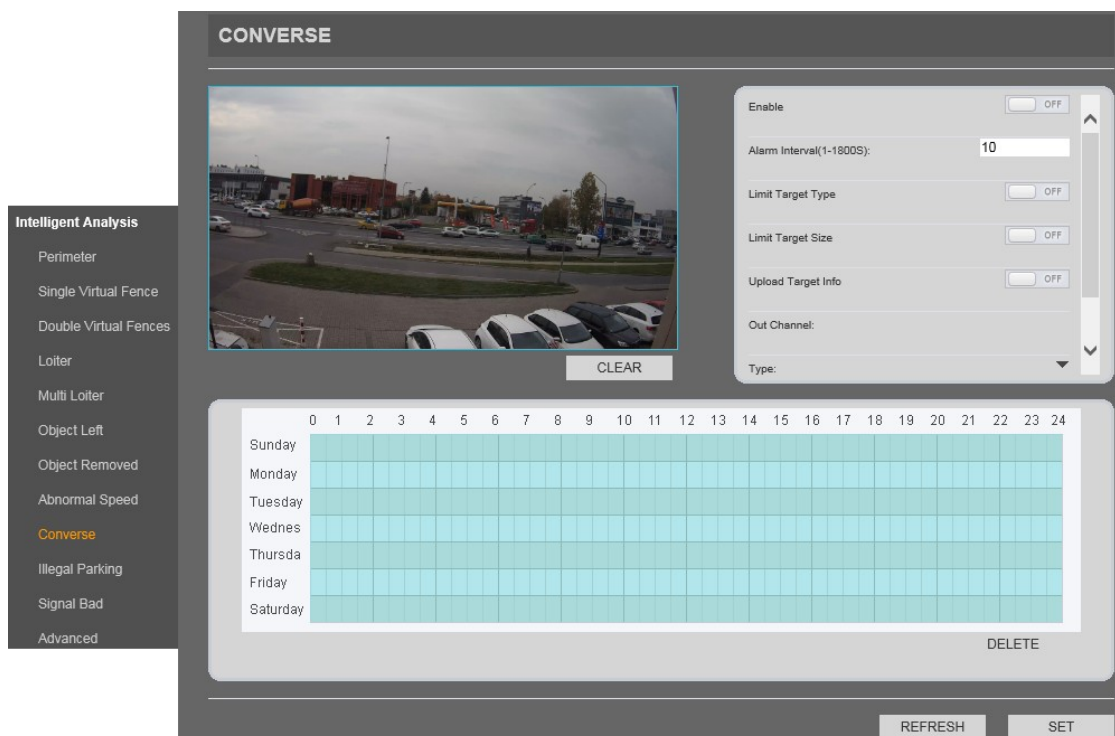 CONVERSE
Intelligent Analysis
Perimeter
Single Virtual Fence
Double Virtual Fences
Loiter
Multi Loiter
Object Left
Object Removed
Abnormal Speed
Converse
Illegal Parking
Signal Bad
Advanced
CLEAR
Enable OFF
Alarm Interval(1-1800S): 10
Limit Target Type OFF
Limit Target Size OFF
Upload Target Info OFF
Out Channel:
Type:
0 1 2 3 4 5 6 7 8 9 10 11 12 13 14 15 16 17 18 19 20 21 22 23 24
Sunday
Monday
Tuesday
Wednes
Thursda
Friday
Saturday
DELETE
REFRESH SET